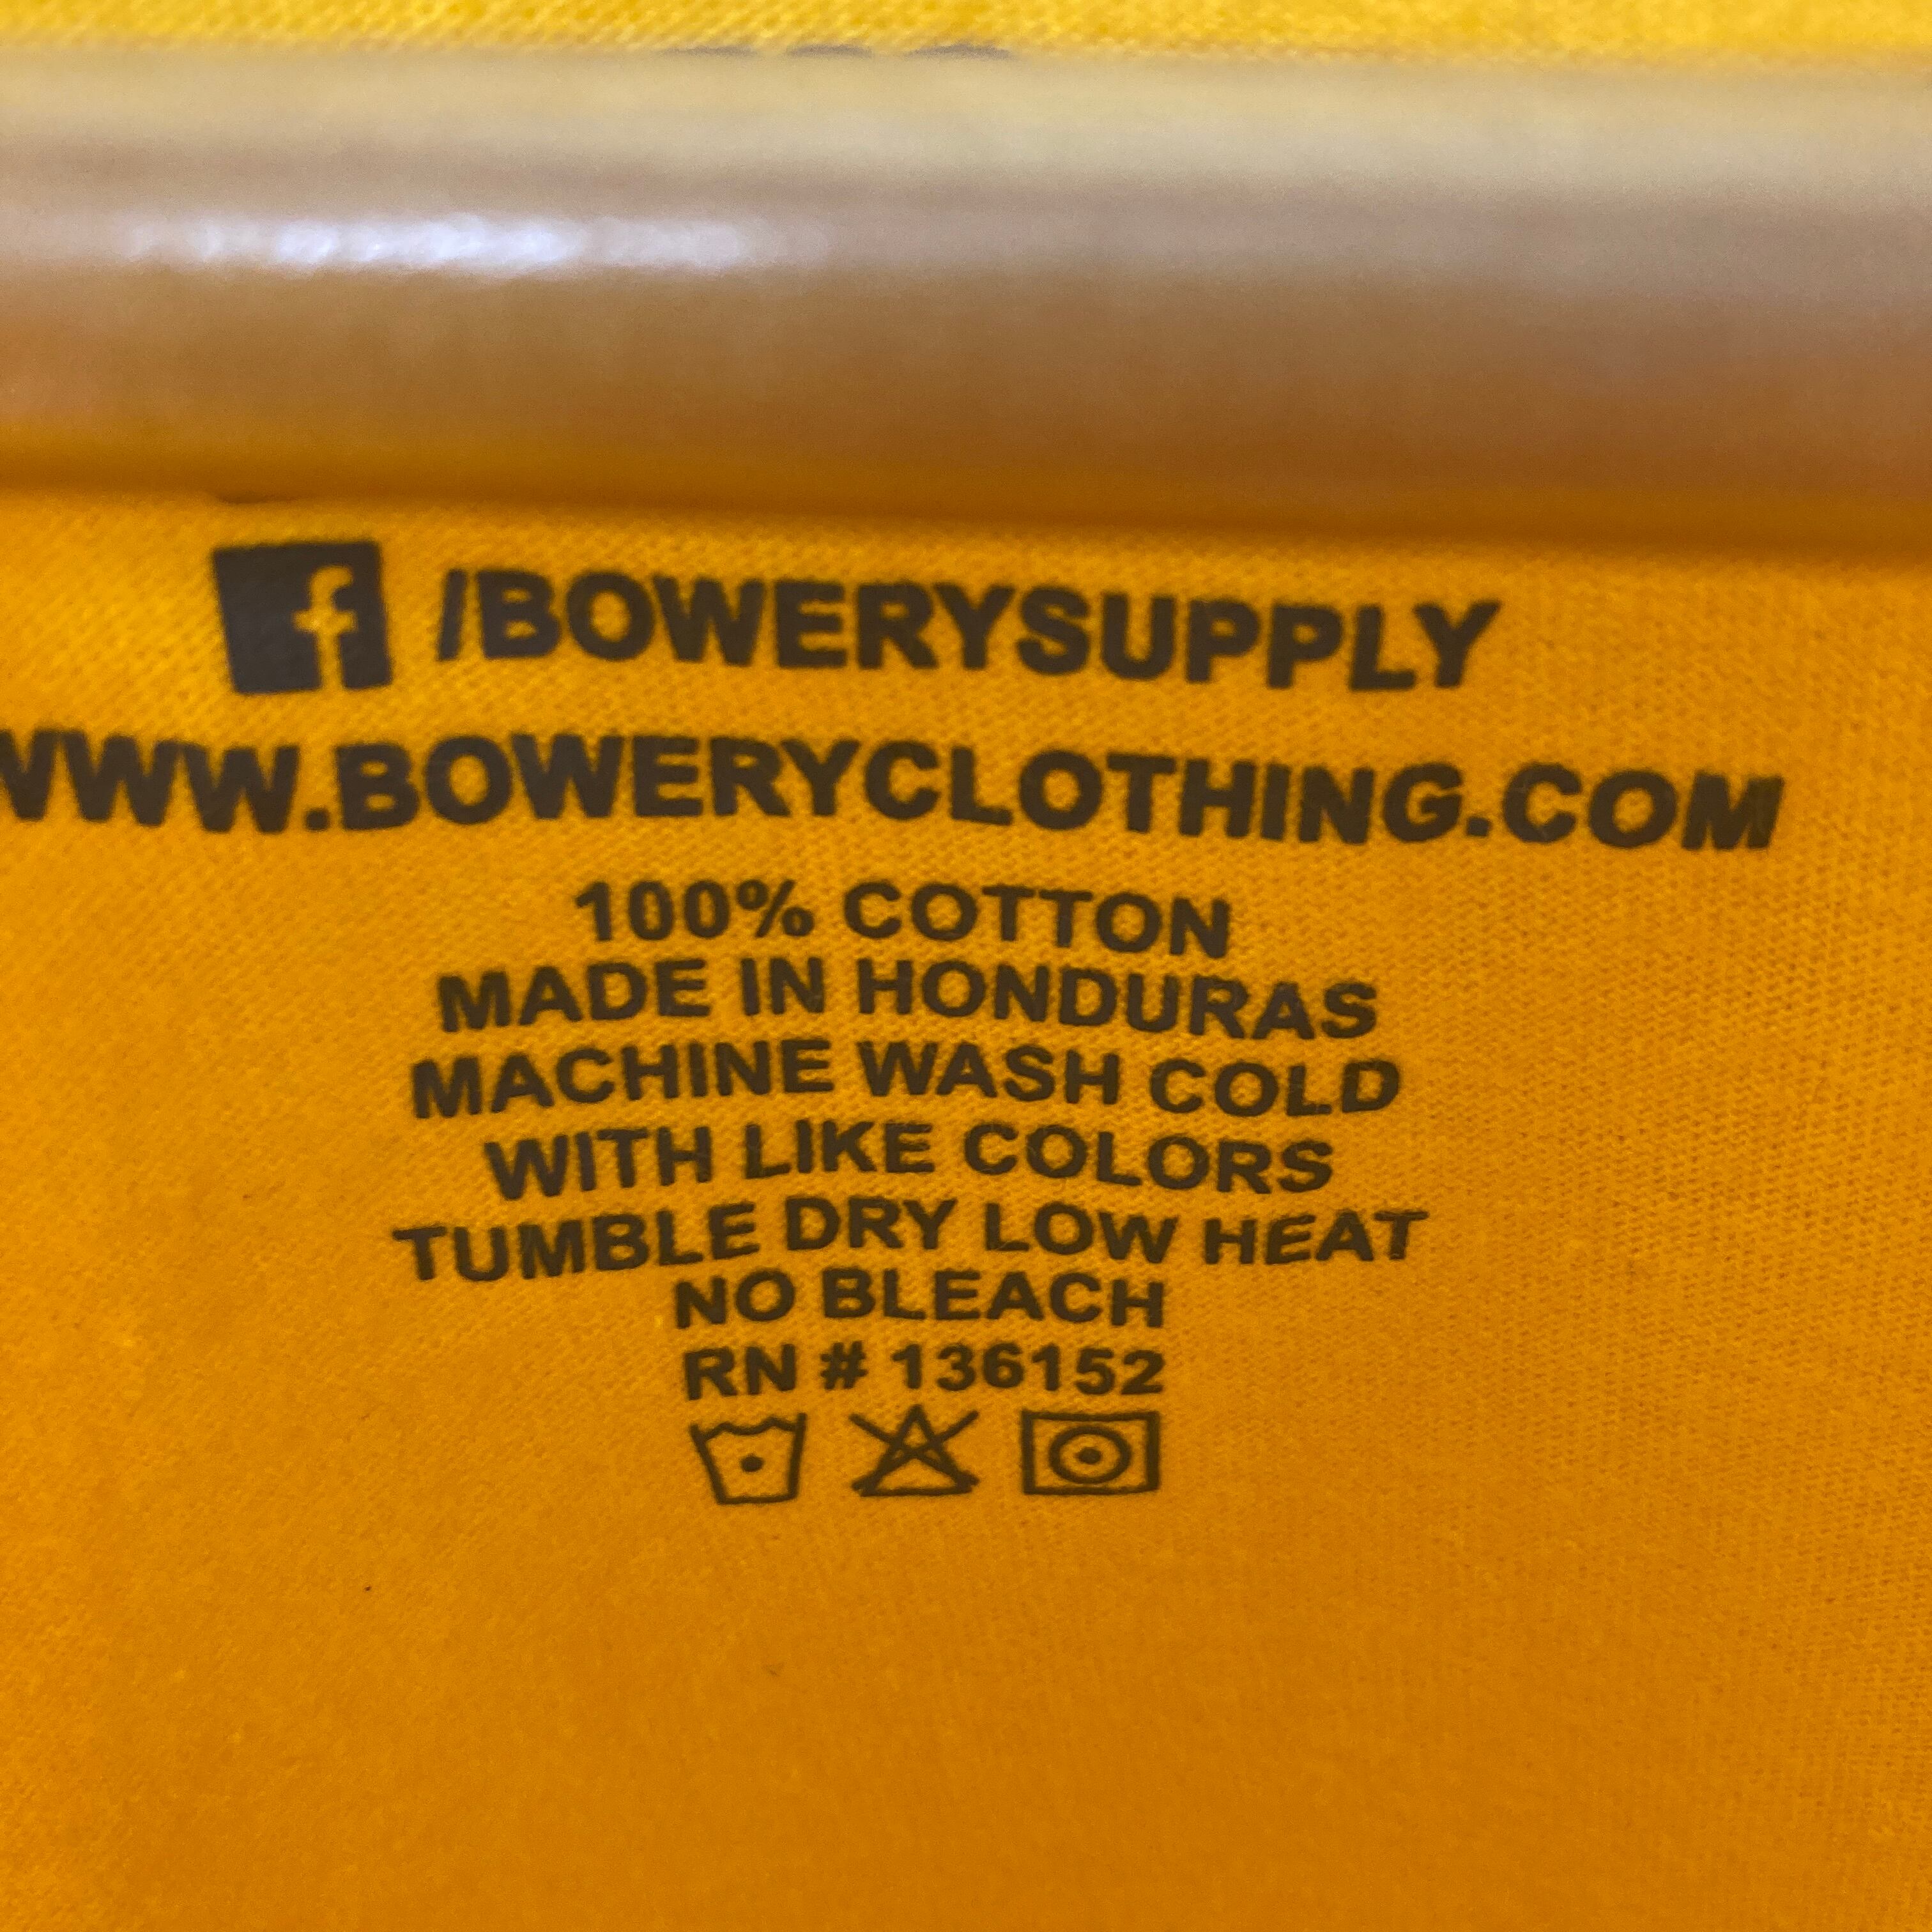 f /BOWERYSUPPLY
WWW.BOWERYCLOTHING.COM
100% COTTON
MADE IN HONDURAS
MACHINE WASH COLD
WITH LIKE COLORS
TUMBLE DRY LOW HEAT
NO BLEACH
RN # 136152